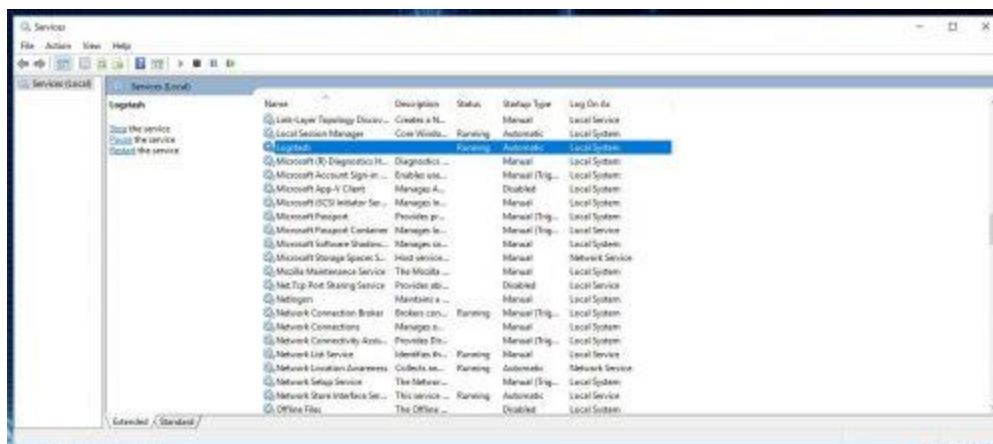 Services
File Action View Help
Services (Local)
Services (Local)
Logstash
Stop the service
Pause the service
Restart the service
Name Description Status Startup Type Log On As
Link-Layer Topology Discov... Creates a N... Manual Local Service
Local Session Manager Core Windo... Running Automatic Local System
Logstash Running Automatic Local System
Microsoft (R) Diagnostics H... Diagnostics ... Manual Local System
Microsoft Account Sign-in ... Enables use... Manual (Trig... Local System
Microsoft App-V Client Manages A... Disabled Local System
Microsoft iSCSI Initiator Ser... Manages In... Manual Local System
Microsoft Passport Provides pr... Manual (Trig... Local System
Microsoft Passport Container Manages lo... Manual (Trig... Local Service
Microsoft Software Shadow... Manages so... Manual Local System
Microsoft Storage Spaces S... Host service... Manual Network Service
Mozilla Maintenance Service The Mozilla ... Manual Local System
Net.Tcp Port Sharing Service Provides abi... Disabled Local Service
Netlogon Maintains a ... Manual Local System
Network Connection Broker Brokers con... Running Manual (Trig... Local System
Network Connections Manages o... Manual Local System
Network Connectivity Assis... Provides Dir... Manual (Trig... Local System
Network List Service Identifies th... Running Manual Local Service
Network Location Awareness Collects an... Running Automatic Network Service
Network Setup Service The Networ... Manual (Trig... Local System
Network Store Interface Ser... This service ... Running Automatic Local Service
Offline Files The Offline ... Disabled Local System
Extended Standard